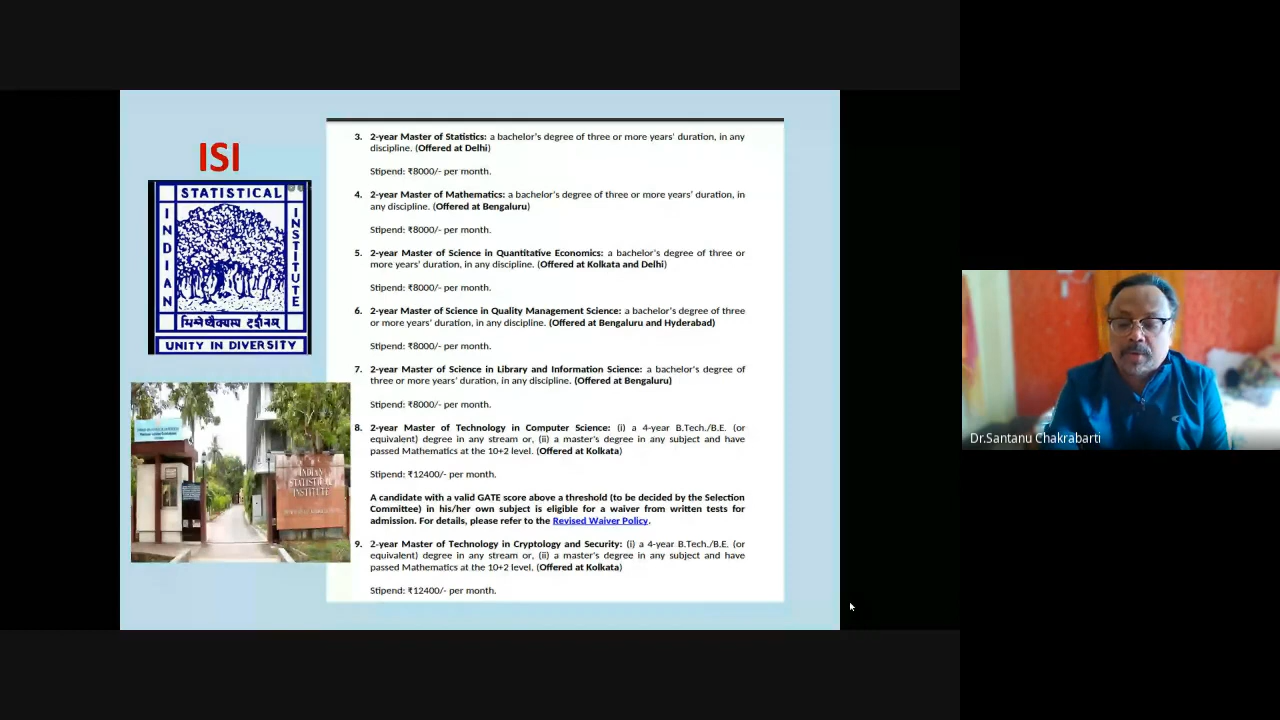 ISI
STATISTICAL
INDIAN
INSTITUTE
भिन्नेष्वैक्यस्य दर्शनम्
UNITY IN DIVERSITY
INDIAN
STATISTICAL
INSTITUTE
3. 2-year Master of Statistics: a bachelor's degree of three or more years' duration, in any
discipline. (Offered at Delhi)
Stipend: ₹8000/- per month.
4. 2-year Master of Mathematics: a bachelor's degree of three or more years' duration, in
any discipline. (Offered at Bengaluru)
Stipend: ₹8000/- per month.
5. 2-year Master of Science in Quantitative Economics: a bachelor's degree of three or
more years' duration, in any discipline. (Offered at Kolkata and Delhi)
Stipend: ₹8000/- per month.
6. 2-year Master of Science in Quality Management Science: a bachelor's degree of three
or more years' duration, in any discipline. (Offered at Bengaluru and Hyderabad)
Stipend: ₹8000/- per month.
7. 2-year Master of Science in Library and Information Science: a bachelor's degree of
three or more years' duration, in any discipline. (Offered at Bengaluru)
Stipend: ₹8000/- per month.
8. 2-year Master of Technology in Computer Science: (i) a 4-year B.Tech./B.E. (or
equivalent) degree in any stream or, (ii) a master's degree in any subject and have
passed Mathematics at the 10+2 level. (Offered at Kolkata)
Stipend: ₹12400/- per month.
A candidate with a valid GATE score above a threshold (to be decided by the Selection
Committee) in his/her own subject is eligible for a waiver from written tests for
admission. For details, please refer to the Revised Waiver Policy.
9. 2-year Master of Technology in Cryptology and Security: (i) a 4-year B.Tech./B.E. (or
equivalent) degree in any stream or, (ii) a master's degree in any subject and have
passed Mathematics at the 10+2 level. (Offered at Kolkata)
Stipend: ₹12400/- per month.
Dr.Santanu Chakrabarti